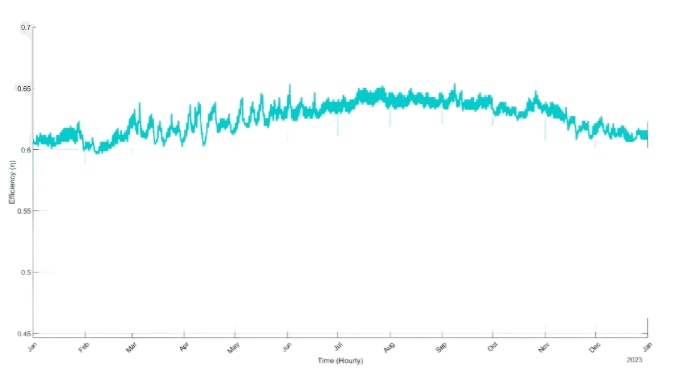 0.7
0.65
0.6
0.55
0.5
0.45
Efficiency (η)
Jan Feb Mar Apr May Jun Jul Aug Sep Oct Nov Dec Jan
Time (Hourly) 2023